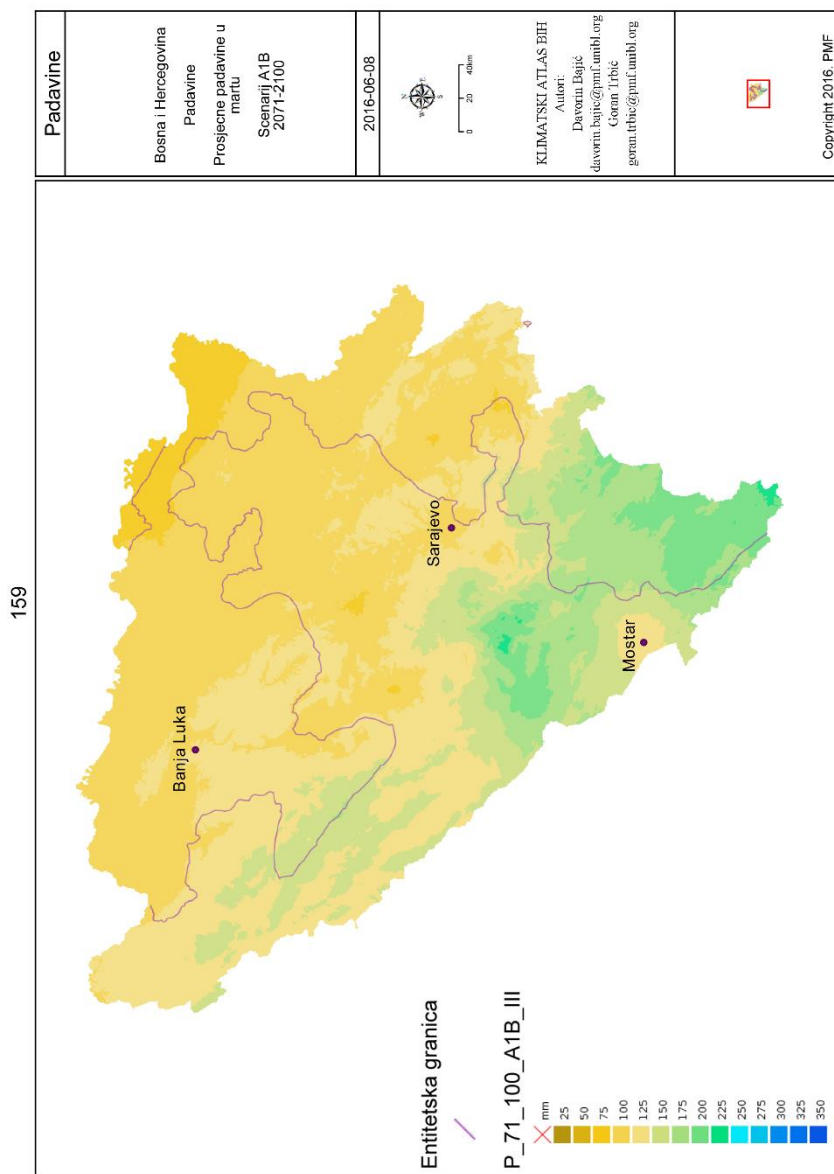 159
Padavine
Bosna i Hercegovina
Padavine
Prosjecne padavine u
martu
Scenarij A1B
2071-2100
2016-06-08
N
W
E
S
0 20 40km
KLIMATSKI ATLAS BIH
Autori:
Davorin Bajić
davorin.bajic@pmf.unibl.org
Goran Trbić
goran.trbic@pmf.unibl.org
Copyright 2016. PMF
Banja Luka
Sarajevo
Mostar
Entitetska granica
P_71_100_A1B_III
mm
25
50
75
100
125
150
175
200
225
250
275
300
325
350